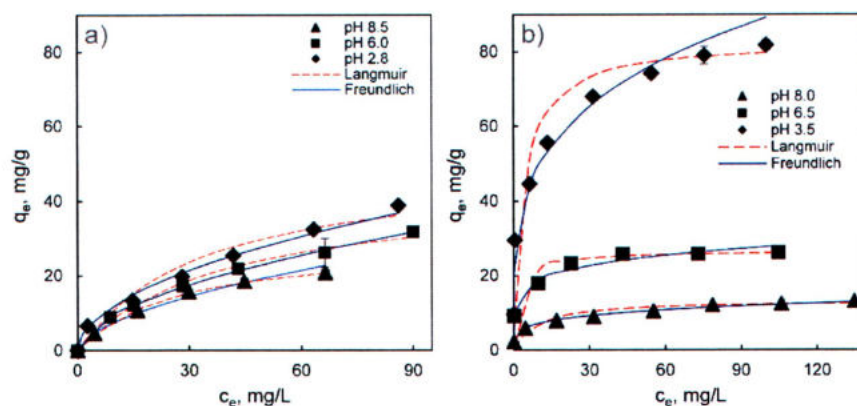 a)
pH 8.5
pH 6.0
pH 2.8
Langmuir
Freundlich
80
60
40
20
0
qe, mg/g
0 30 60 90
ce, mg/L
b)
pH 8.0
pH 6.5
pH 3.5
Langmuir
Freundlich
80
60
40
20
0
qe, mg/g
0 30 60 90 120
ce, mg/L